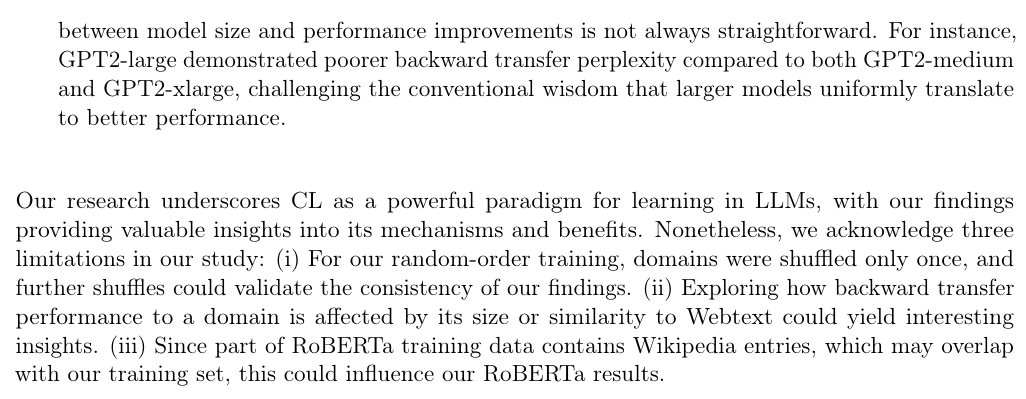 between model size and performance improvements is not always straightforward. For instance,
GPT2-large demonstrated poorer backward transfer perplexity compared to both GPT2-medium
and GPT2-xlarge, challenging the conventional wisdom that larger models uniformly translate
to better performance.
Our research underscores CL as a powerful paradigm for learning in LLMs, with our findings
providing valuable insights into its mechanisms and benefits. Nonetheless, we acknowledge three
limitations in our study: (i) For our random-order training, domains were shuffled only once, and
further shuffles could validate the consistency of our findings. (ii) Exploring how backward transfer
performance to a domain is affected by its size or similarity to Webtext could yield interesting
insights. (iii) Since part of RoBERTa training data contains Wikipedia entries, which may overlap
with our training set, this could influence our RoBERTa results.